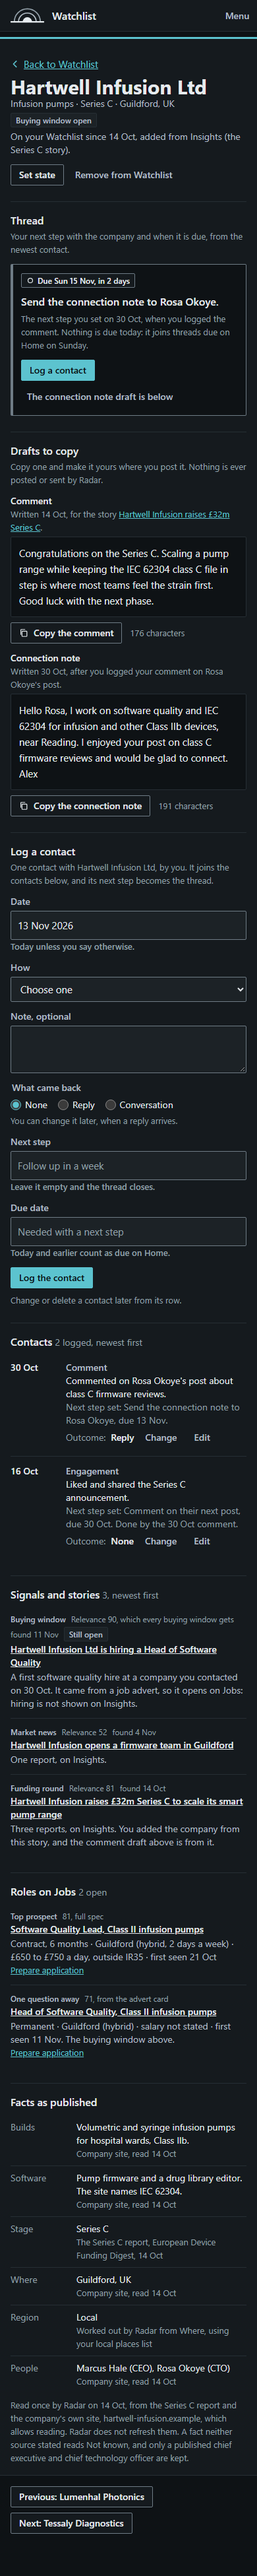 Watchlist
Menu
Back to Watchlist
Hartwell Infusion Ltd
Infusion pumps · Series C · Guildford, UK
Buying window open
On your Watchlist since 14 Oct, added from Insights (the
Series C story).
Set state
Remove from Watchlist
Thread
Your next step with the company and when it is due, from the
newest contact.
Due Sun 15 Nov, in 2 days
Send the connection note to Rosa Okoye.
The next step you set on 30 Oct, when you logged the
comment. Nothing is due today: it joins threads due on
Home on Sunday.
Log a contact
The connection note draft is below
Drafts to copy
Copy one and make it yours where you post it. Nothing is ever
posted or sent by Radar.
Comment
Written 14 Oct, for the story Hartwell Infusion raises £32m
Series C.
Congratulations on the Series C. Scaling a pump
range while keeping the IEC 62304 class C file in
step is where most teams feel the strain first.
Good luck with the next phase.
Copy the comment
176 characters
Connection note
Written 30 Oct, after you logged your comment on Rosa
Okoye's post.
Hello Rosa, I work on software quality and IEC
62304 for infusion and other Class IIb devices,
near Reading. I enjoyed your post on class C
firmware reviews and would be glad to connect.
Alex
Copy the connection note
191 characters
Log a contact
One contact with Hartwell Infusion Ltd, by you. It joins the
contacts below, and its next step becomes the thread.
Date
13 Nov 2026
Today unless you say otherwise.
How
Choose one
Note, optional
What came back
None
Reply
Conversation
You can change it later, when a reply arrives.
Next step
Follow up in a week
Leave it empty and the thread closes.
Due date
Needed with a next step
Today and earlier count as due on Home.
Log the contact
Change or delete a contact later from its row.
Contacts 2 logged, newest first
30 Oct
Comment
Commented on Rosa Okoye's post about
class C firmware reviews.
Next step set: Send the connection note to
Rosa Okoye, due 13 Nov.
Outcome: Reply Change Edit
16 Oct
Engagement
Liked and shared the Series C
announcement.
Next step set: Comment on their next post,
due 30 Oct. Done by the 30 Oct comment.
Outcome: None Change Edit
Signals and stories 3, newest first
Buying window Relevance 90, which every buying window gets
found 11 Nov Still open
Hartwell Infusion Ltd is hiring a Head of Software
Quality
A first software quality hire at a company you contacted
on 30 Oct. It came from a job advert, so it opens on Jobs:
hiring is not shown on Insights.
Market news Relevance 52 found 4 Nov
Hartwell Infusion opens a firmware team in Guildford
One report, on Insights.
Funding round Relevance 81 found 14 Oct
Hartwell Infusion raises £32m Series C to scale its smart
pump range
Three reports, on Insights. You added the company from
this story, and the comment draft above is from it.
Roles on Jobs 2 open
Top prospect 81, full spec
Software Quality Lead, Class II infusion pumps
Contract, 6 months · Guildford (hybrid, 2 days a week) ·
£650 to £750 a day, outside IR35 · first seen 21 Oct
Prepare application
One question away 71, from the advert card
Head of Software Quality, Class II infusion pumps
Permanent · Guildford (hybrid) · salary not stated · first
seen 11 Nov. The buying window above.
Prepare application
Facts as published
Builds
Volumetric and syringe infusion pumps
for hospital wards, Class IIb.
Company site, read 14 Oct
Software
Pump firmware and a drug library editor.
The site names IEC 62304.
Company site, read 14 Oct
Stage
Series C
The Series C report, European Device
Funding Digest, 14 Oct
Where
Guildford, UK
Company site, read 14 Oct
Region
Local
Worked out by Radar from Where, using
your local places list
People
Marcus Hale (CEO), Rosa Okoye (CTO)
Company site, read 14 Oct
Read once by Radar on 14 Oct, from the Series C report and
the company's own site, hartwell-infusion.example, which
allows reading. Radar does not refresh them. A fact neither
source stated reads Not known, and only a published chief
executive and chief technology officer are kept.
Previous: Lumenhal Photonics
Next: Tessaly Diagnostics